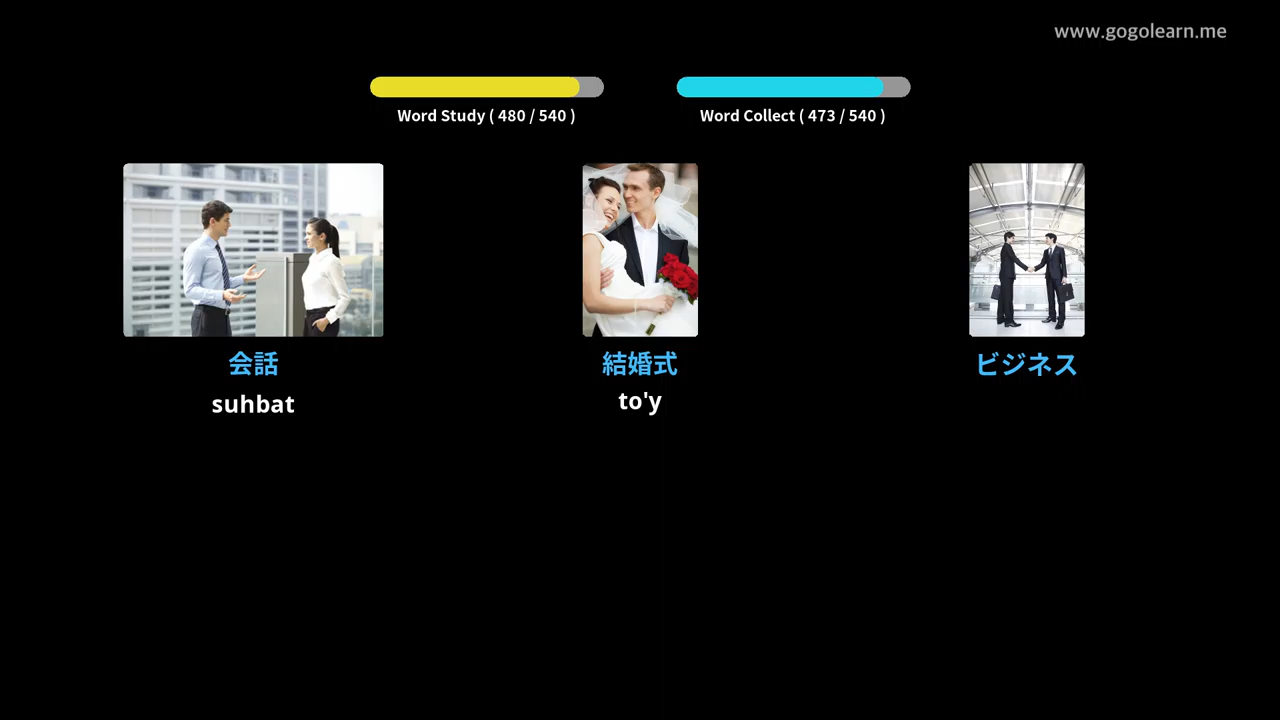 www.gogolearn.me
Word Study ( 480 / 540 )
Word Collect ( 473 / 540 )
会話
結婚式
ビジネス
suhbat
to'y